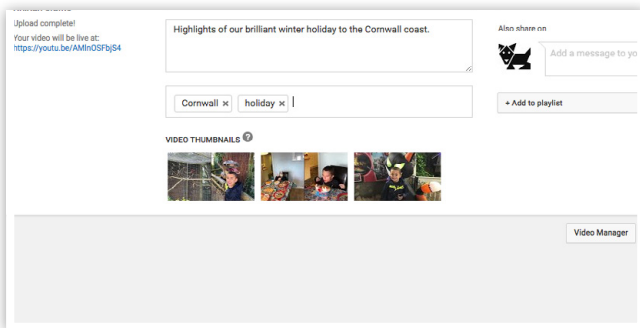 Upload complete!
Your video will be live at:
https://youtu.be/AMInOSFbjS4
Highlights of our brilliant winter holiday to the Cornwall coast.
Cornwall × holiday ×
VIDEO THUMBNAILS ?
Also share on
Add a message to yo
+ Add to playlist
Video Manager